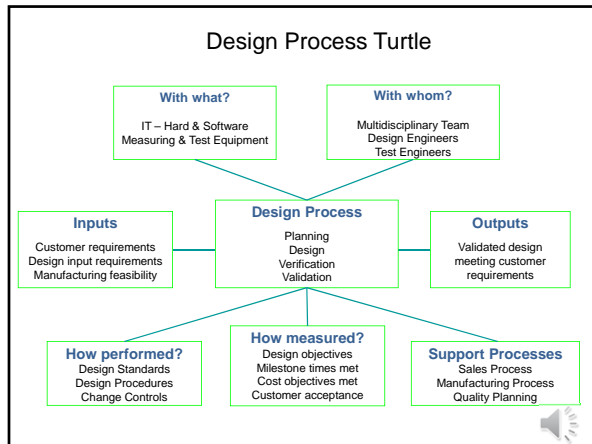 Design Process Turtle
With what?
IT – Hard & Software
Measuring & Test Equipment
With whom?
Multidisciplinary Team
Design Engineers
Test Engineers
Inputs
Customer requirements
Design input requirements
Manufacturing feasibility
Design Process
Planning
Design
Verification
Validation
Outputs
Validated design
meeting customer
requirements
How performed?
Design Standards
Design Procedures
Change Controls
How measured?
Design objectives
Milestone times met
Cost objectives met
Customer acceptance
Support Processes
Sales Process
Manufacturing Process
Quality Planning